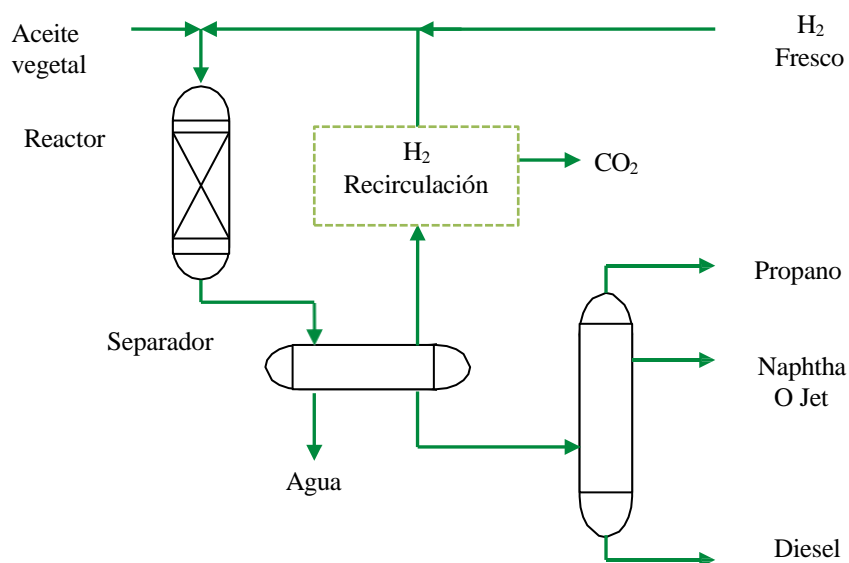 Aceite
vegetal
H₂
Fresco
Reactor
H₂
Recirculación
CO₂
Propano
Separador
Naphtha
O Jet
Agua
Diesel